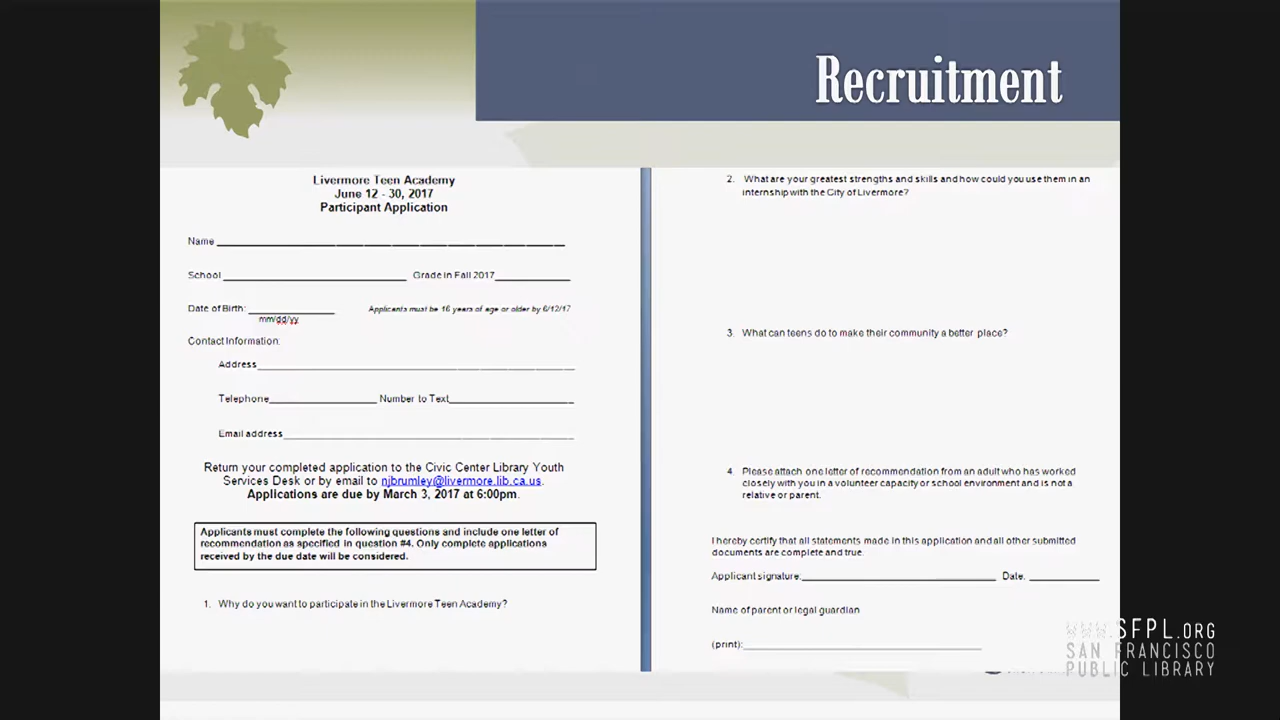 Recruitment
Livermore Teen Academy
June 12 - 30, 2017
Participant Application
Name
School Grade in Fall 2017
Date of Birth: Applicants must be 16 years of age or older by 6/12/17
mm/dd/yy
Contact Information:
Address
Telephone Number to Text
Email address
Return your completed application to the Civic Center Library Youth
Services Desk or by email to njbrumley@livermore.lib.ca.us.
Applications are due by March 3, 2017 at 6:00pm.
Applicants must complete the following questions and include one letter of
recommendation as specified in question #4. Only complete applications
received by the due date will be considered.
1. Why do you want to participate in the Livermore Teen Academy?
2. What are your greatest strengths and skills and how could you use them in an
internship with the City of Livermore?
3. What can teens do to make their community a better place?
4. Please attach one letter of recommendation from an adult who has worked
closely with you in a volunteer capacity or school environment and is not a
relative or parent.
I hereby certify that all statements made in this application and all other submitted
documents are complete and true.
Applicant signature: Date:
Name of parent or legal guardian
(print):
WWW.SFPL.ORG
SAN FRANCISCO
PUBLIC LIBRARY